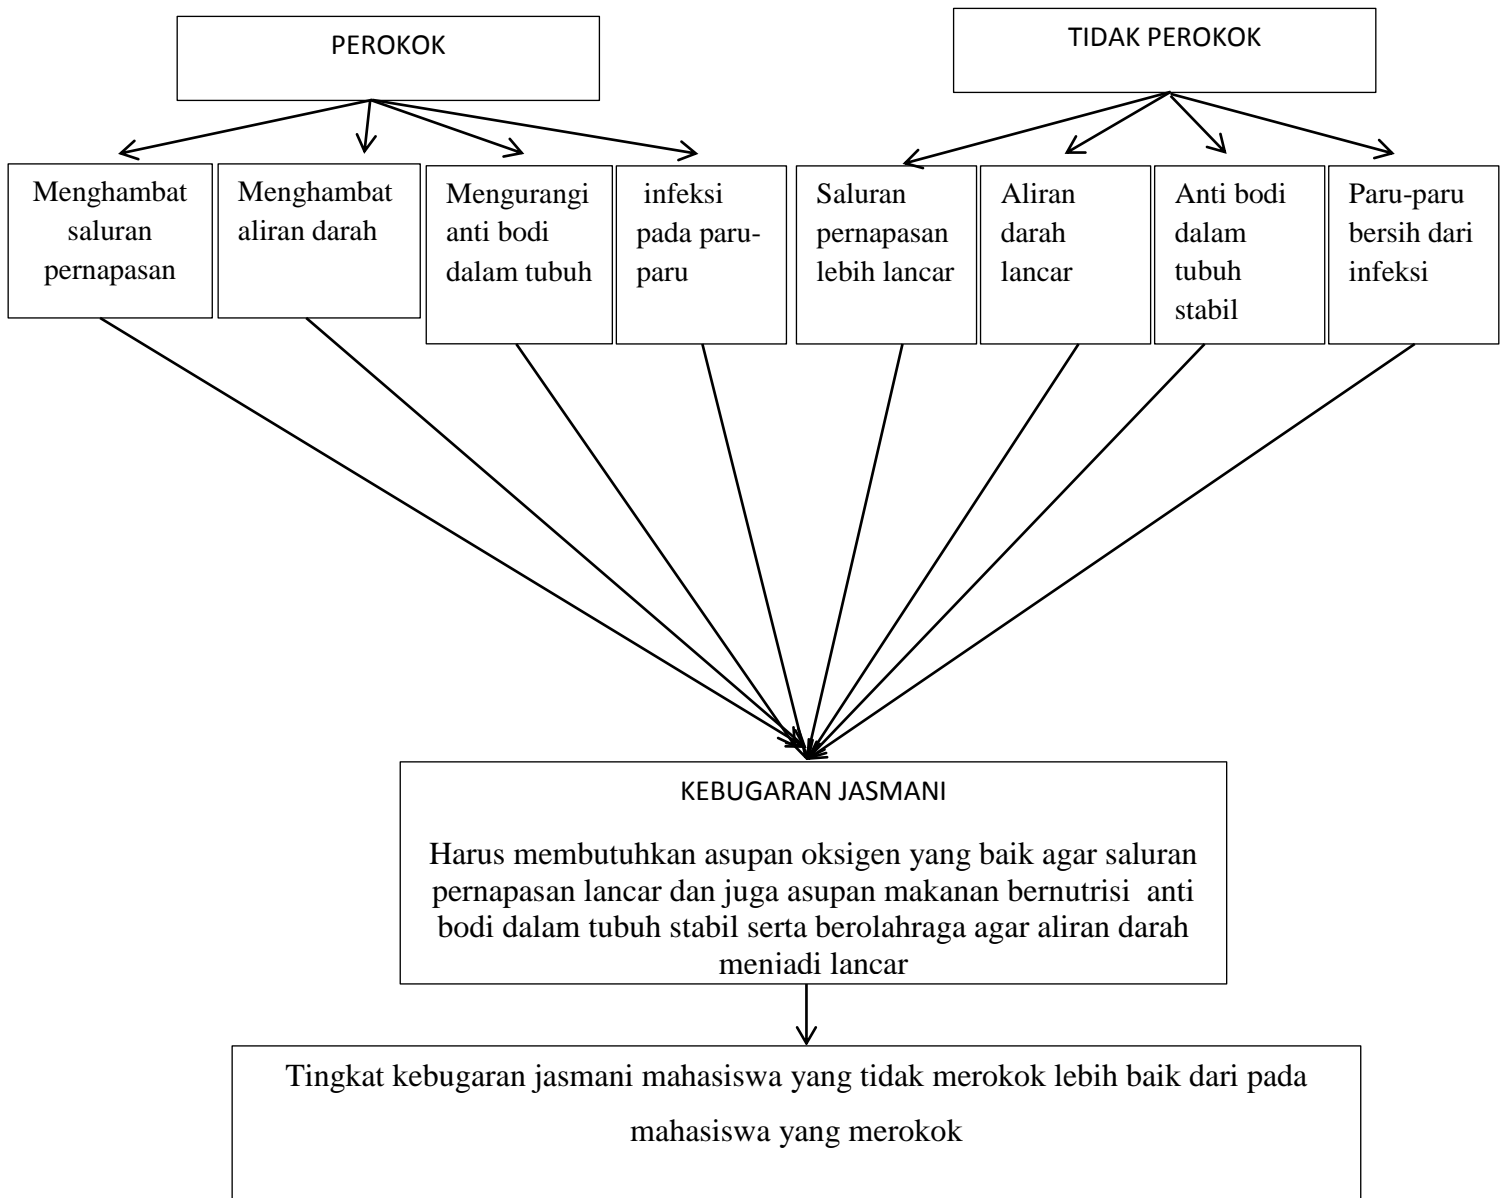 PEROKOK
TIDAK PEROKOK
Menghambat
saluran
pernapasan
Menghambat
aliran darah
Mengurangi
anti bodi
dalam tubuh
infeksi
pada paru-
paru
Saluran
pernapasan
lebih lancar
Aliran
darah
lancar
Anti bodi
dalam
tubuh
stabil
Paru-paru
bersih dari
infeksi
KEBUGARAN JASMANI
Harus membutuhkan asupan oksigen yang baik agar saluran
pernapasan lancar dan juga asupan makanan bernutrisi  anti
bodi dalam tubuh stabil serta berolahraga agar aliran darah
menjadi lancar
Tingkat kebugaran jasmani mahasiswa yang tidak merokok lebih baik dari pada
mahasiswa yang merokok